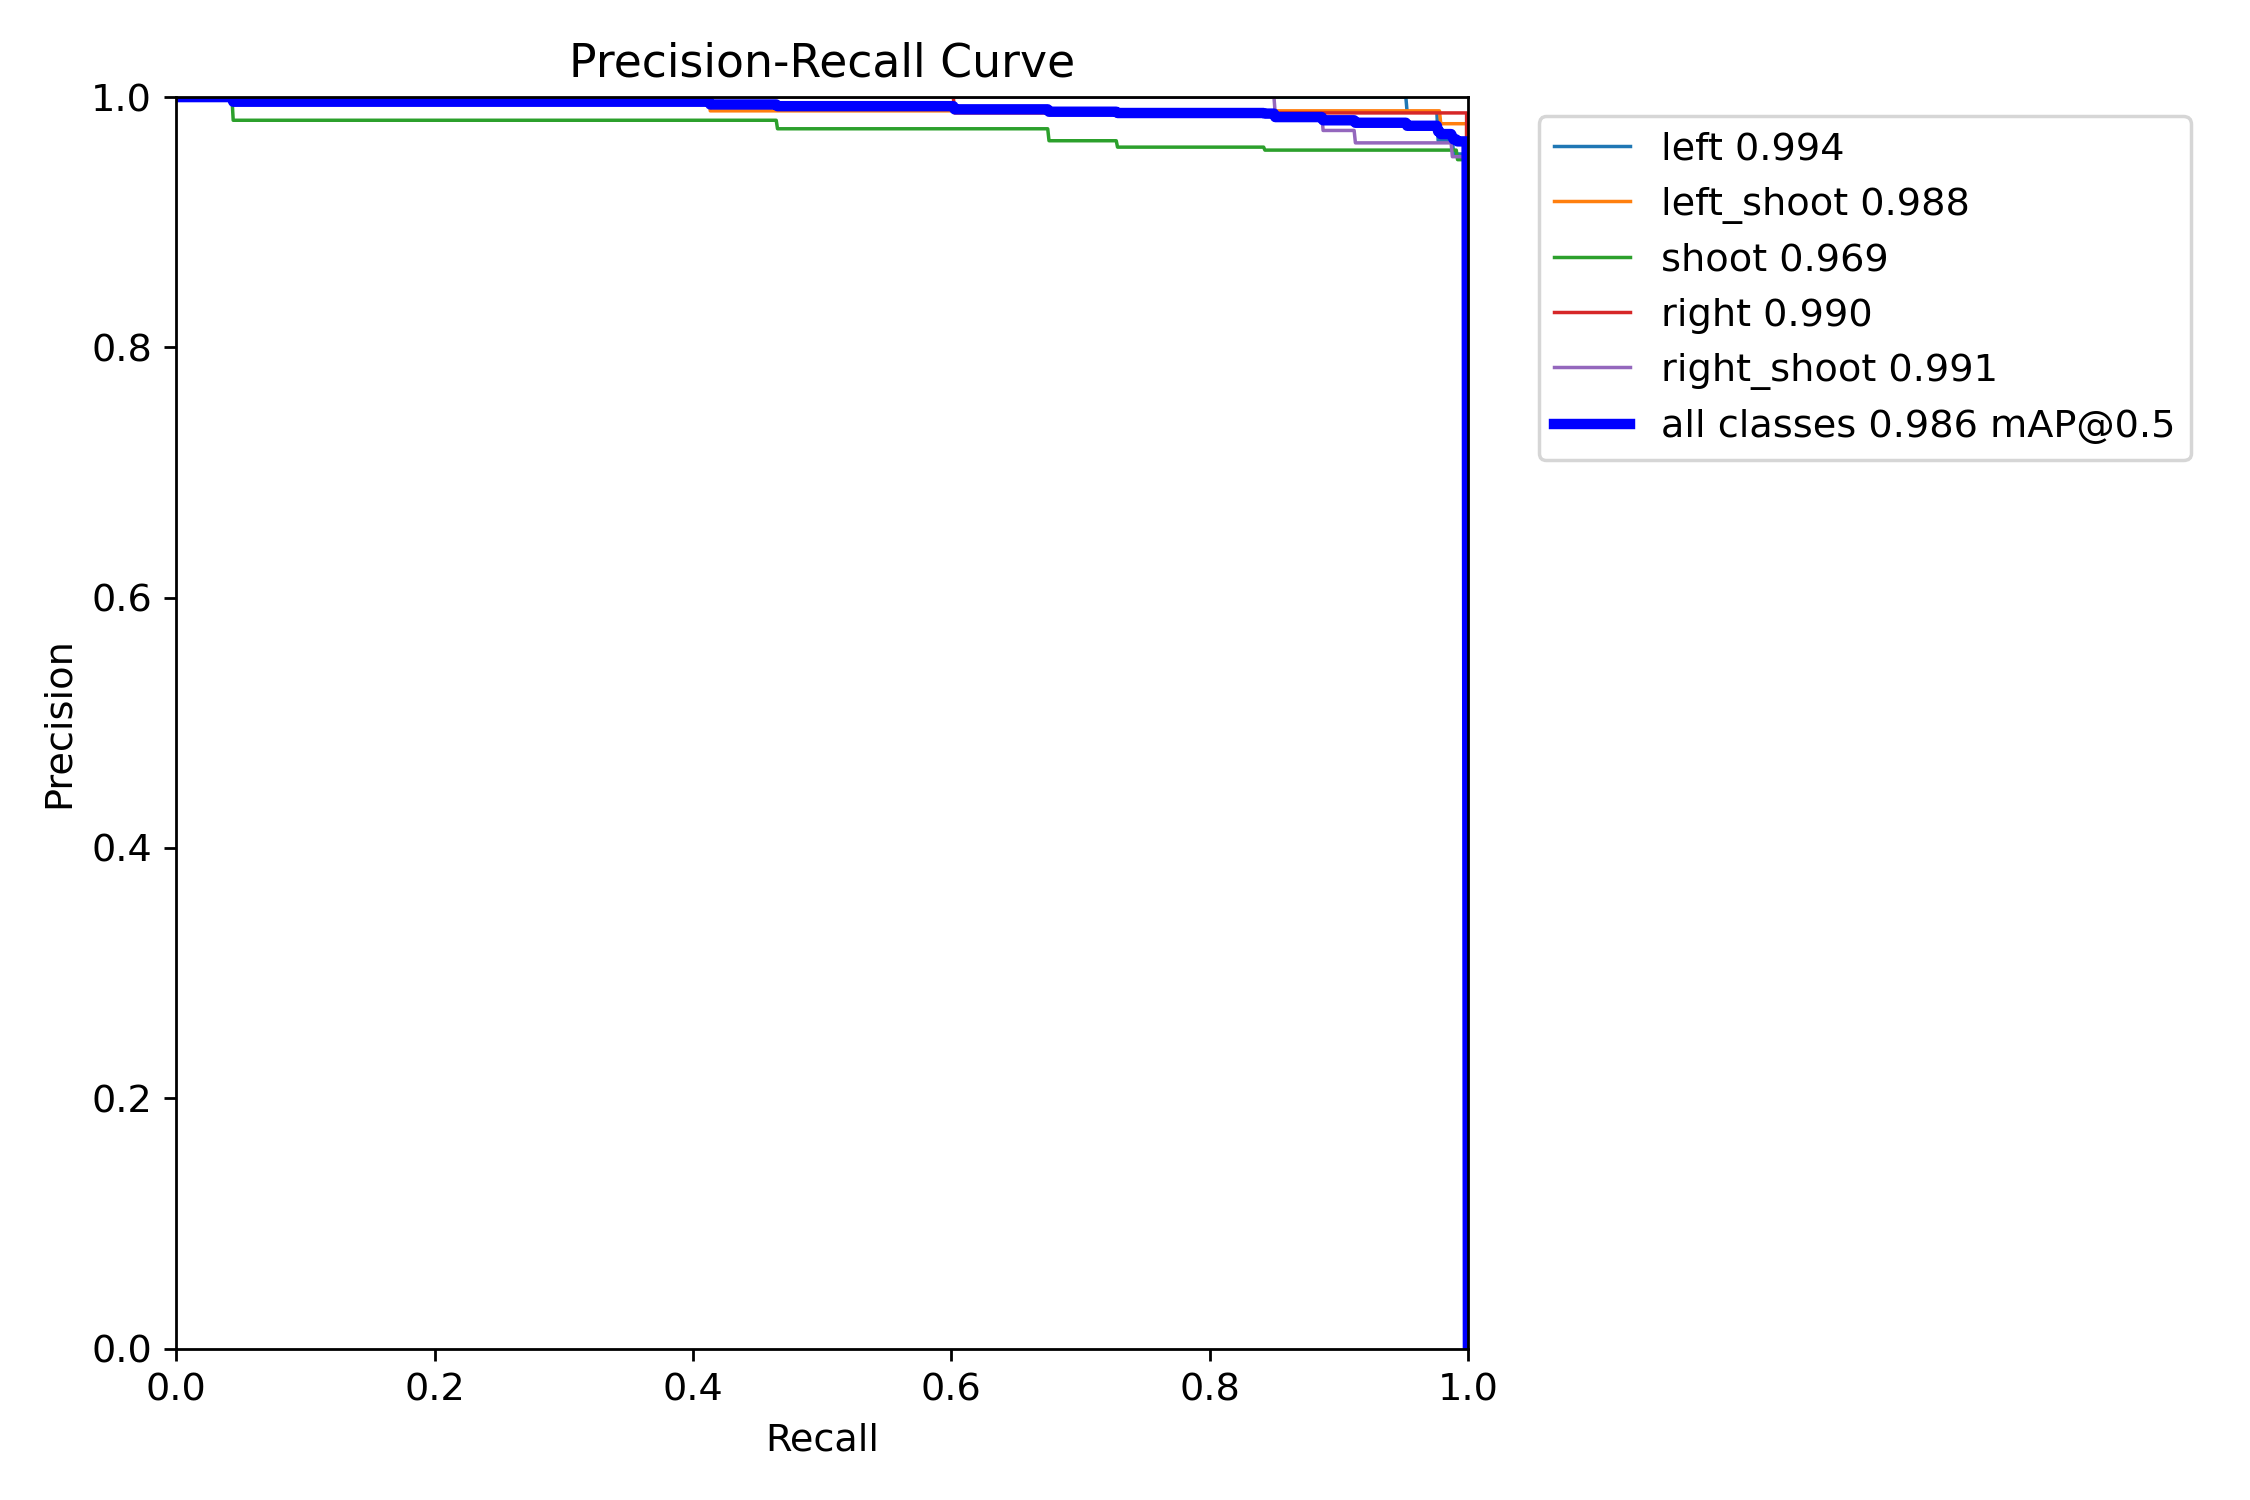 Precision-Recall Curve
1.0
0.8
0.6
0.4
0.2
0.0
Precision
0.0 0.2 0.4 0.6 0.8 1.0
Recall
left 0.994
left_shoot 0.988
shoot 0.969
right 0.990
right_shoot 0.991
all classes 0.986 mAP@0.5